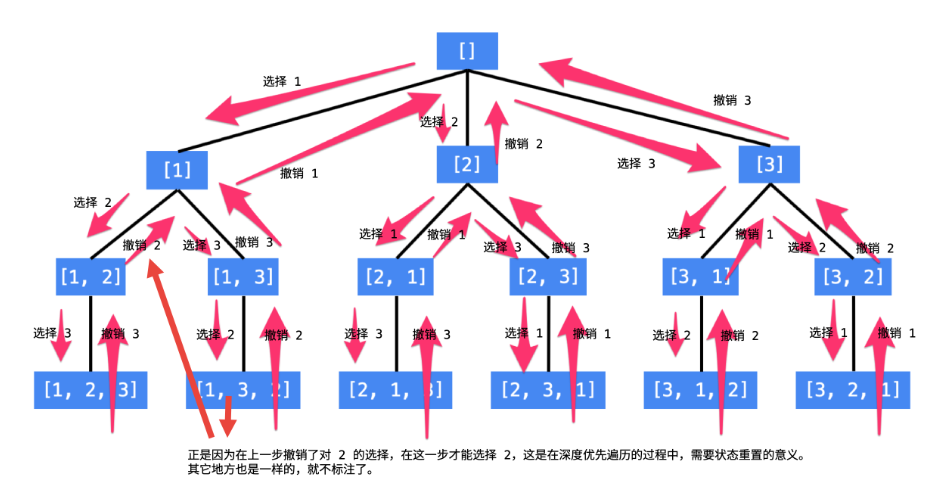 []
选择 1
撤销 3
选择 2
撤销 2
撤销 1
选择 3
[1]
[2]
[3]
选择 2
撤销 2
选择 3
撤销 3
选择 1
撤销 1
选择 3
撤销 3
选择 1
撤销 1
选择 2
撤销 2
[1, 2]
[1, 3]
[2, 1]
[2, 3]
[3, 1]
[3, 2]
选择 3
撤销 3
选择 2
撤销 2
选择 3
撤销 3
选择 1
撤销 1
选择 2
撤销 2
选择 1
撤销 1
[1, 2, 3]
[1, 3, 2]
[2, 1, 3]
[2, 3, 1]
[3, 1, 2]
[3, 2, 1]
正是因为在上一步撤销了对 2 的选择，在这一步才能选择 2，这是在深度优先遍历的过程中，需要状态重置的意义。
其它地方也是一样的，就不标注了。